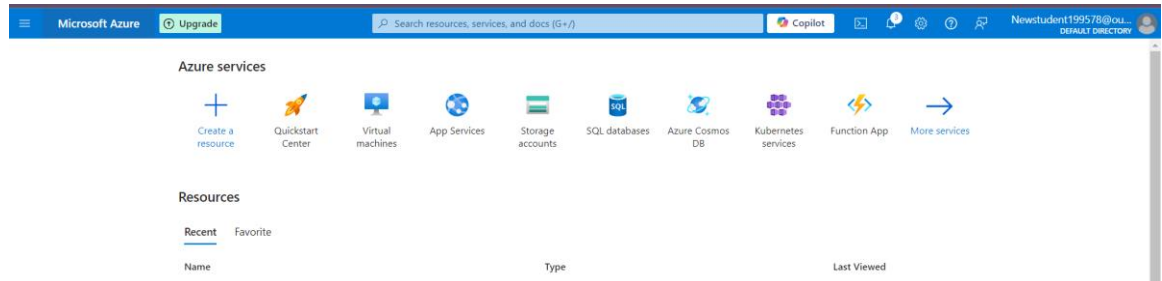 Microsoft Azure Upgrade Search resources, services, and docs (G+/) Copilot 3 Newstudent199578@ou...
DEFAULT DIRECTORY
Azure services
Create a resource
Quickstart Center
Virtual machines
App Services
Storage accounts
SQL databases
Azure Cosmos DB
Kubernetes services
Function App
More services
Resources
Recent Favorite
Name Type Last Viewed